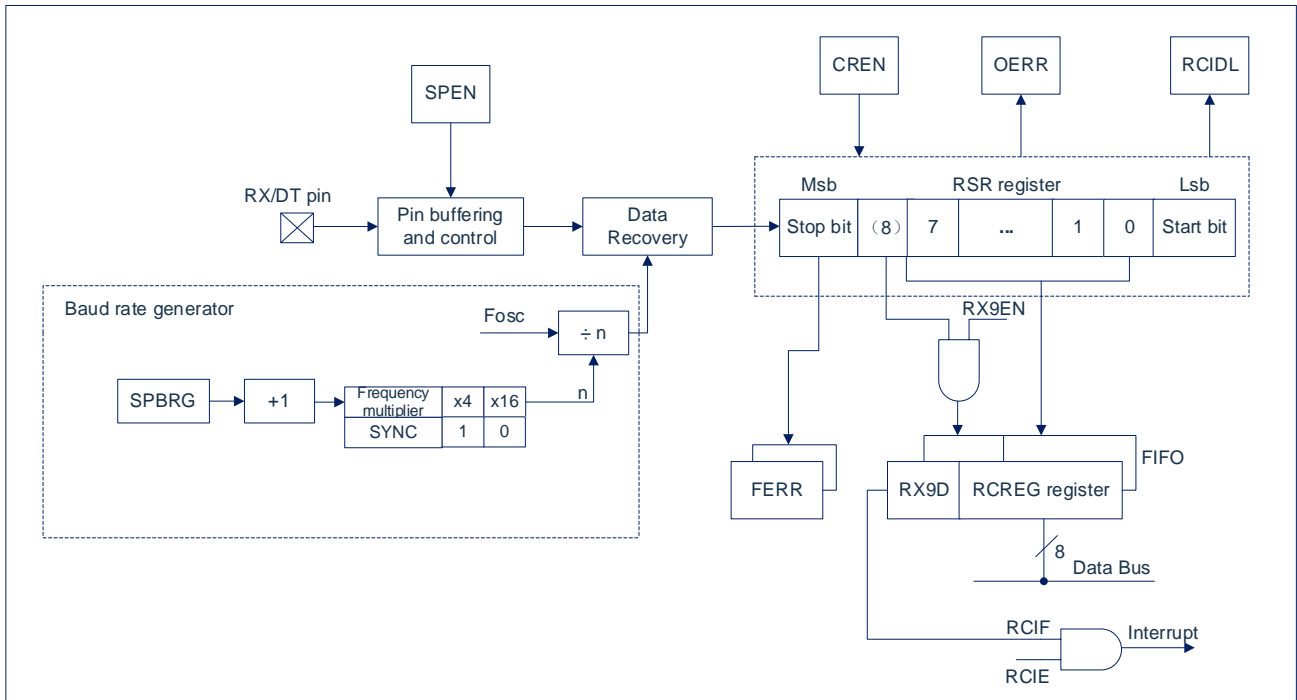 CREN
OERR
RCIDL
SPEN
Msb
RSR register
Lsb
RX/DT pin
Pin buffering
and control
Data
Recovery
Stop bit
（8）
7
...
1
0
Start bit
Baud rate generator
Fosc
÷ n
RX9EN
SPBRG
+1
Frequency
multiplier
x4
x16
n
SYNC
1
0
FIFO
FERR
RX9D
RCREG register
8
Data Bus
RCIF
Interrupt
RCIE